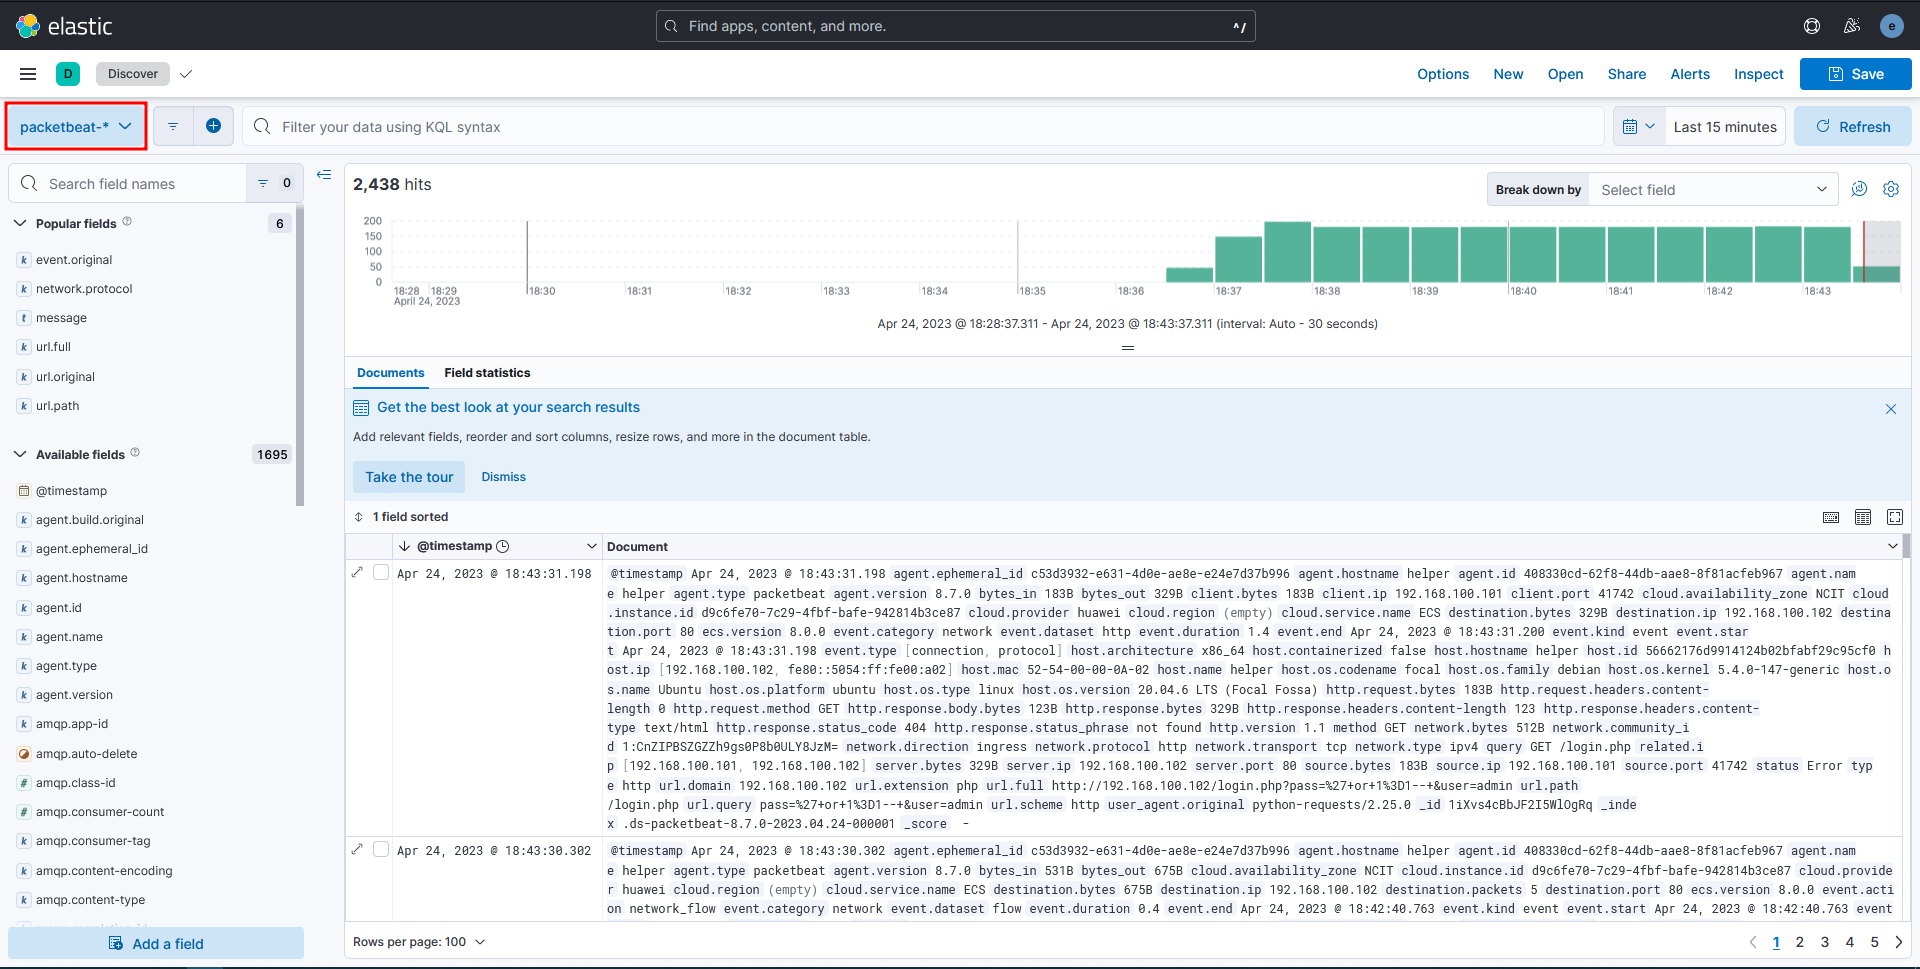 elastic
Find apps, content, and more.
^/
e
D
Discover
Options
New
Open
Share
Alerts
Inspect
Save
packetbeat-*
Filter your data using KQL syntax
Last 15 minutes
Refresh
Search field names
0
Popular fields
6
k event.original
k network.protocol
t message
k url.full
k url.original
k url.path
Available fields
1695
@timestamp
k agent.build.original
k agent.ephemeral_id
k agent.hostname
k agent.id
k agent.name
k agent.type
k agent.version
k amqp.app-id
amqp.auto-delete
# amqp.class-id
# amqp.consumer-count
k amqp.consumer-tag
k amqp.content-encoding
k amqp.content-type
Add a field
2,438 hits
Break down by
Select field
200
150
100
50
0
18:28 18:29 18:30 18:31 18:32 18:33 18:34 18:35 18:36 18:37 18:38 18:39 18:40 18:41 18:42 18:43
April 24, 2023
Apr 24, 2023 @ 18:28:37.311 - Apr 24, 2023 @ 18:43:37.311 (interval: Auto - 30 seconds)
Documents
Field statistics
Get the best look at your search results
Add relevant fields, reorder and sort columns, resize rows, and more in the document table.
Take the tour
Dismiss
1 field sorted
@timestamp
Document
Apr 24, 2023 @ 18:43:31.198
@timestamp Apr 24, 2023 @ 18:43:31.198 agent.ephemeral_id c53d3932-e631-4d0e-ae8e-e24e7d37b996 agent.hostname helper agent.id 408330cd-62f8-44db-aae8-8f81acfeb967 agent.nam
e helper agent.type packetbeat agent.version 8.7.0 bytes_in 183B bytes_out 329B client.bytes 183B client.ip 192.168.100.101 client.port 41742 cloud.availability_zone NCIT cloud
.instance.id d9c6fe70-7c29-4fbf-bafe-942814b3ce87 cloud.provider huawei cloud.region (empty) cloud.service.name ECS destination.bytes 329B destination.ip 192.168.100.102 destina
tion.port 80 ecs.version 8.0.0 event.category network event.dataset http event.duration 1.4 event.end Apr 24, 2023 @ 18:43:31.200 event.kind event event.star
t Apr 24, 2023 @ 18:43:31.198 event.type [connection, protocol] host.architecture x86_64 host.containerized false host.hostname helper host.id 56662176d9914124b02bfabf29c95cf0 h
ost.ip [192.168.100.102, fe80::5054:ff:fe00:a02] host.mac 52-54-00-00-0A-02 host.name helper host.os.codename focal host.os.family debian host.os.kernel 5.4.0-147-generic host.o
s.name Ubuntu host.os.platform ubuntu host.os.type linux host.os.version 20.04.6 LTS (Focal Fossa) http.request.bytes 183B http.request.headers.content-
length 0 http.request.method GET http.response.body.bytes 123B http.response.bytes 329B http.response.headers.content-length 123 http.response.headers.content-
type text/html http.response.status_code 404 http.response.status_phrase not found http.version 1.1 method GET network.bytes 512B network.community_i
d 1:CnZIPBSZGZZh9gs0P8b0ULY8JzM= network.direction ingress network.protocol http network.transport tcp network.type ipv4 query GET /login.php related.i
p [192.168.100.101, 192.168.100.102] server.bytes 329B server.ip 192.168.100.102 server.port 80 source.bytes 183B source.ip 192.168.100.101 source.port 41742 status Error typ
e http url.domain 192.168.100.102 url.extension php url.full http://192.168.100.102/login.php?pass=%27+or+1%3D1--+&user=admin url.path
/login.php url.query pass=%27+or+1%3D1--+&user=admin url.scheme http user_agent.original python-requests/2.25.0 _id 1iXvs4cBbJF2I5WlOgRq _inde
x .ds-packetbeat-8.7.0-2023.04.24-000001 _score -
Apr 24, 2023 @ 18:43:30.302
@timestamp Apr 24, 2023 @ 18:43:30.302 agent.ephemeral_id c53d3932-e631-4d0e-ae8e-e24e7d37b996 agent.hostname helper agent.id 408330cd-62f8-44db-aae8-8f81acfeb967 agent.nam
e helper agent.type packetbeat agent.version 8.7.0 bytes_in 531B bytes_out 675B cloud.availability_zone NCIT cloud.instance.id d9c6fe70-7c29-4fbf-bafe-942814b3ce87 cloud.provide
r huawei cloud.region (empty) cloud.service.name ECS destination.bytes 675B destination.ip 192.168.100.102 destination.packets 5 destination.port 80 ecs.version 8.0.0 event.acti
on network_flow event.category network event.dataset flow event.duration 0.4 event.end Apr 24, 2023 @ 18:42:40.763 event.kind event event.start Apr 24, 2023 @ 18:42:40.763 event
Rows per page: 100
1 2 3 4 5